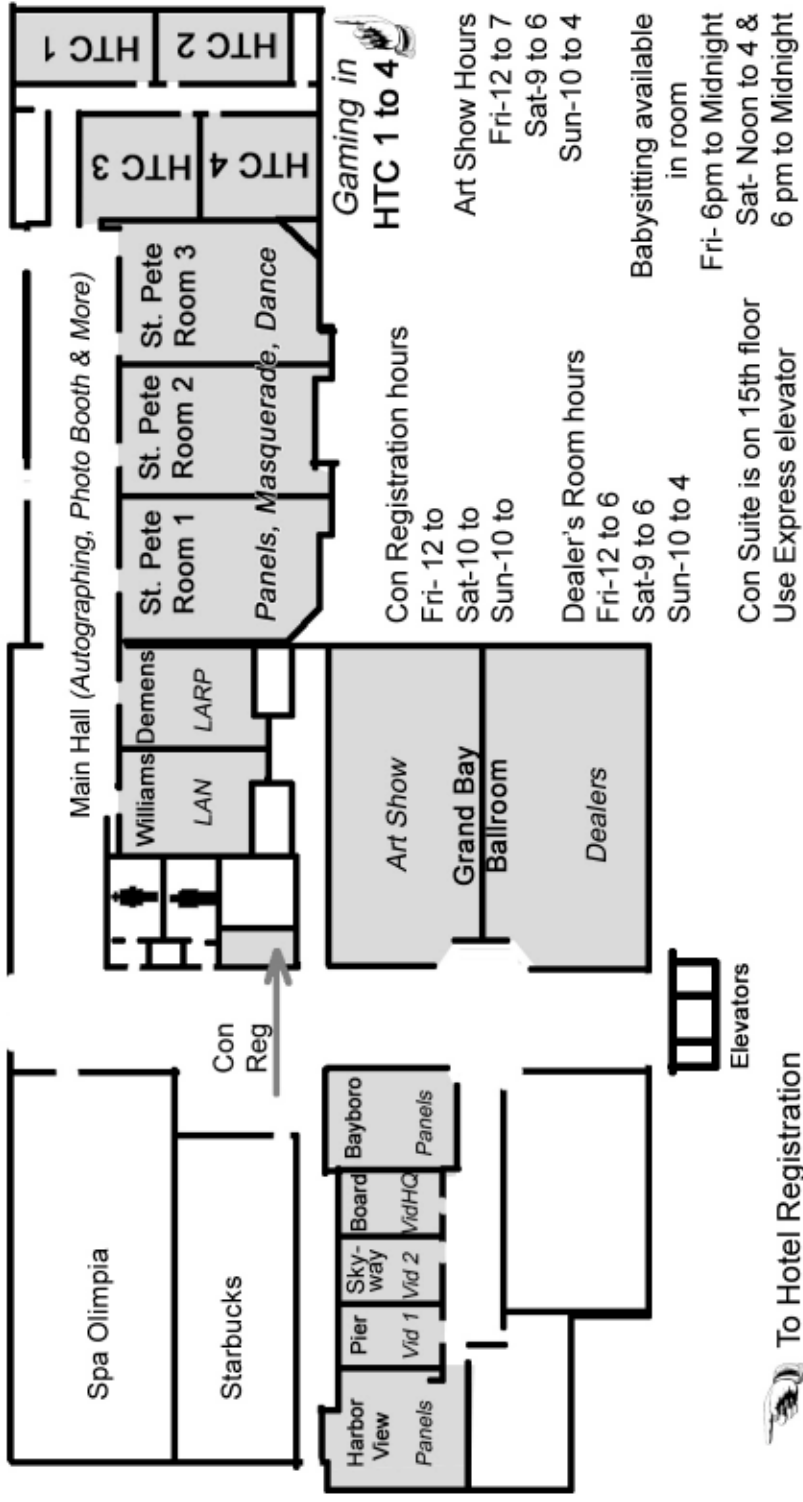 Spa Olimpia
Starbucks
Con
Reg
Main Hall (Autographing, Photo Booth & More)
Williams
LAN
Demens
LARP
St. Pete
Room 1
St. Pete
Room 2
St. Pete
Room 3
Panels, Masquerade, Dance
HTC 3
HTC 4
HTC 1
HTC 2
Gaming in
HTC 1 to 4
Harbor
View
Panels
Pier
Vid 1
Sky-
way
Vid 2
Board
VidHQ
Bayboro
Panels
Art Show
Grand Bay
Ballroom
Dealers
Elevators
To Hotel Registration
Con Registration hours
Fri- 12 to
Sat-10 to
Sun-10 to
Dealer's Room hours
Fri-12 to 6
Sat-9 to 6
Sun-10 to 4
Con Suite is on 15th floor
Use Express elevator
Art Show Hours
Fri-12 to 7
Sat-9 to 6
Sun-10 to 4
Babysitting available
in room
Fri- 6pm to Midnight
Sat- Noon to 4 &
6 pm to Midnight